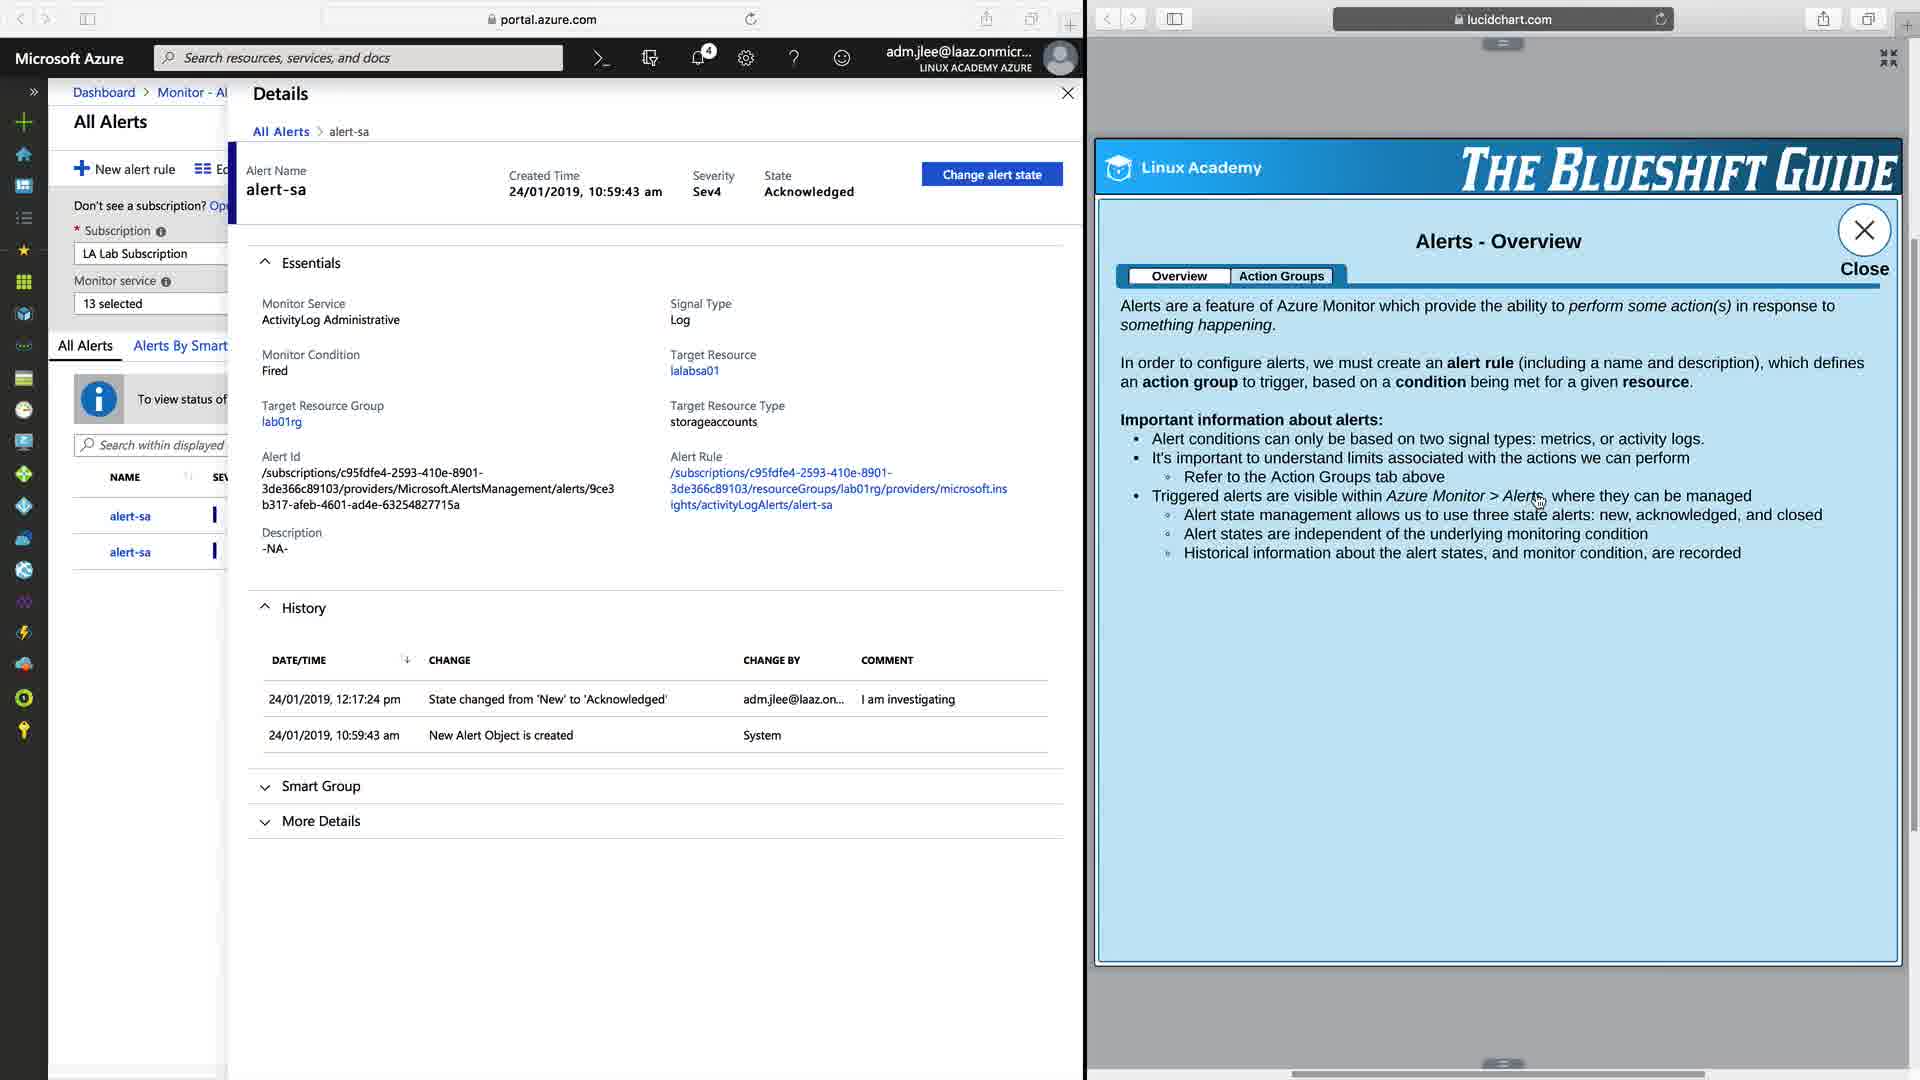 portal.azure.com
Microsoft Azure
Search resources, services, and docs
4
adm.jlee@laaz.onmicr...
LINUX ACADEMY AZURE
Dashboard > Monitor - Al
All Alerts
New alert rule
Don't see a subscription?
* Subscription
LA Lab Subscription
Monitor service
13 selected
All Alerts
Alerts By Smart
To view status of
Search within displayed
NAME
alert-sa
alert-sa
Details
All Alerts > alert-sa
Alert Name
alert-sa
Created Time
24/01/2019, 10:59:43 am
Severity
Sev4
State
Acknowledged
Change alert state
Essentials
Monitor Service
ActivityLog Administrative
Signal Type
Log
Monitor Condition
Fired
Target Resource
lalabsa01
Target Resource Group
lab01rg
Target Resource Type
storageaccounts
Alert Id
/subscriptions/c95fdfe4-2593-410e-8901-
3de366c89103/providers/Microsoft.AlertsManagement/alerts/9ce3
b317-afeb-4601-ad4e-63254827715a
Alert Rule
/subscriptions/c95fdfe4-2593-410e-8901-
3de366c89103/resourceGroups/lab01rg/providers/microsoft.ins
ights/activityLogAlerts/alert-sa
Description
-NA-
History
DATE/TIME CHANGE CHANGE BY COMMENT
24/01/2019, 12:17:24 pm State changed from 'New' to 'Acknowledged' adm.jlee@laaz.on... I am investigating
24/01/2019, 10:59:43 am New Alert Object is created System
Smart Group
More Details
lucidchart.com
Linux Academy
THE BLUESHIFT GUIDE
Close
Alerts - Overview
Overview
Action Groups
Alerts are a feature of Azure Monitor which provide the ability to perform some action(s) in response to
something happening.
In order to configure alerts, we must create an alert rule (including a name and description), which defines
an action group to trigger, based on a condition being met for a given resource.
Important information about alerts:
• Alert conditions can only be based on two signal types: metrics, or activity logs.
• It's important to understand limits associated with the actions we can perform
◦ Refer to the Action Groups tab above
• Triggered alerts are visible within Azure Monitor > Alerts, where they can be managed
◦ Alert state management allows us to use three state alerts: new, acknowledged, and closed
◦ Alert states are independent of the underlying monitoring condition
◦ Historical information about the alert states, and monitor condition, are recorded